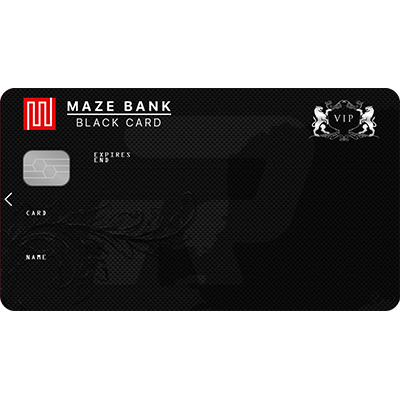 MAZE BANK
BLACK CARD
VIP
EXPIRES
END
CARD
NAME